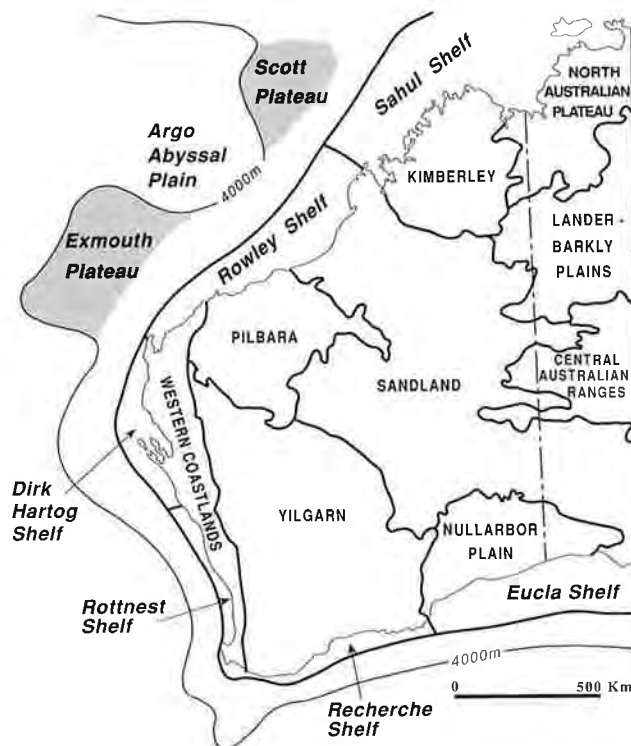 Scott
Plateau
Sahul Shelf
NORTH
AUSTRALIAN
PLATEAU
Argo
Abyssal
Plain
4000m
KIMBERLEY
Rowley Shelf
LANDER-
BARKLY
PLAINS
Exmouth
Plateau
PILBARA
SANDLAND
CENTRAL
AUSTRALIAN
RANGES
WESTERN COASTLANDS
Dirk
Hartog
Shelf
YILGARN
NULLARBOR
PLAIN
Eucla Shelf
Rottnest
Shelf
4000m
0 500 Km
Recherche
Shelf